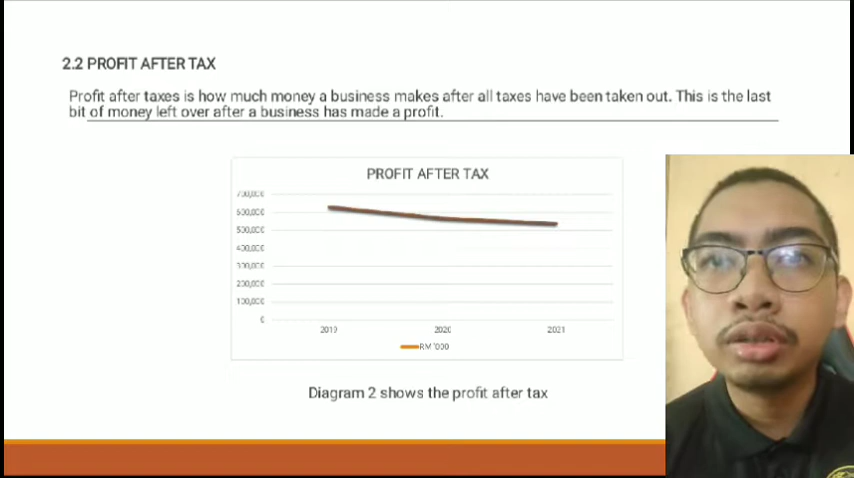 2.2 PROFIT AFTER TAX
Profit after taxes is how much money a business makes after all taxes have been taken out. This is the last
bit of money left over after a business has made a profit.
PROFIT AFTER TAX
700,000
600,000
500,000
400,000
300,000
200,000
100,000
0
2019
2020
2021
RM '000
Diagram 2 shows the profit after tax